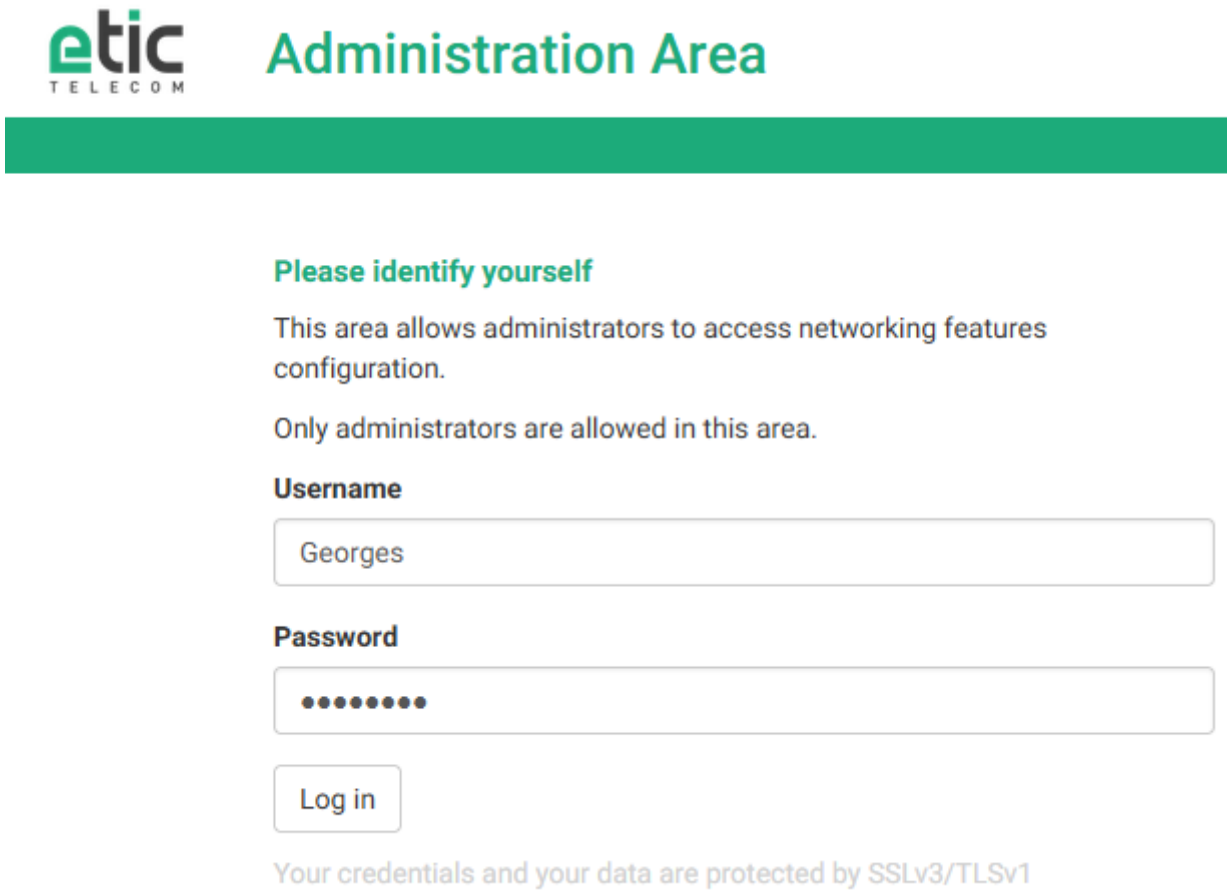 etic
TELECOM
Administration Area
Please identify yourself
This area allows administrators to access networking features
configuration.
Only administrators are allowed in this area.
Username
Georges
Password
••••••••
Log in
Your credentials and your data are protected by SSLv3/TLSv1